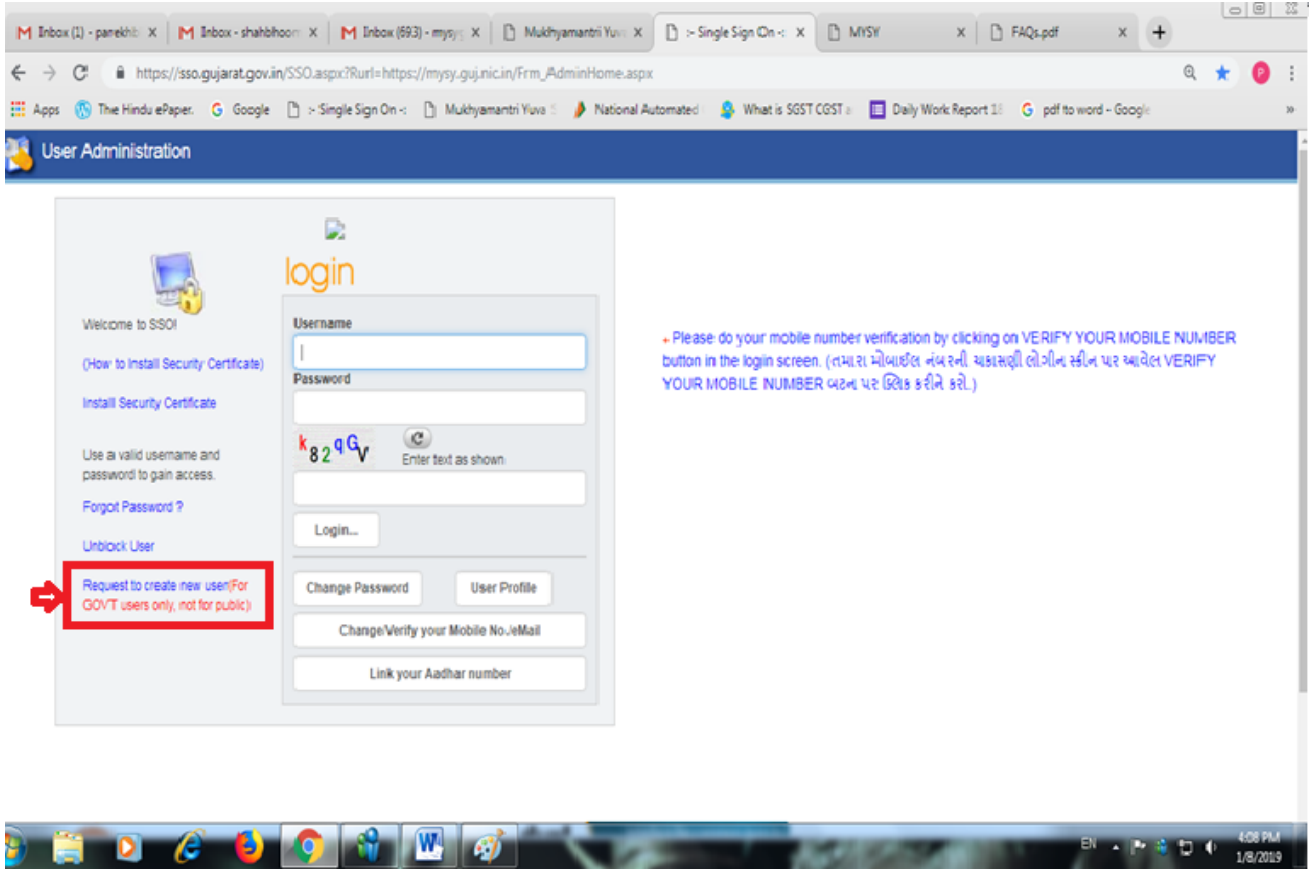 Inbox (1) - parekhb
Inbox - shahbhoom
Inbox (693) - mysy
Mukhyamantri Yuv
:- Single Sign On -:
MYSY
FAQs.pdf
https://sso.gujarat.gov.in/SSO.aspx?Rurl=https://mysy.guj.nic.in/Frm_AdminHome.aspx
P
Apps
The Hindu ePaper.
Google
:- Single Sign On -:
Mukhyamantri Yuva S
National Automated
What is SGST CGST a
Daily Work Report 18
pdf to word - Google
»
User Administration
login
Welcome to SSO!
(How to Install Security Certificate)
Install Security Certificate
Use a valid username and
password to gain access.
Forgot Password ?
Unblock User
Request to create new user(For
GOVT users only, not for public)
Username
Password
k82qGV
Enter text as shown
Login...
Change Password
User Profile
Change/Verify your Mobile No./eMail
Link your Aadhar number
Please do your mobile number verification by clicking on VERIFY YOUR MOBILE NUMBER
button in the login screen. (તમારા મોબાઈલ નંબરની ચકાસણી લોગીન સ્ક્રીન પર આવેલ VERIFY
YOUR MOBILE NUMBER બટન પર ક્લિક કરીને કરો.)
EN
4:08 PM
1/8/2019